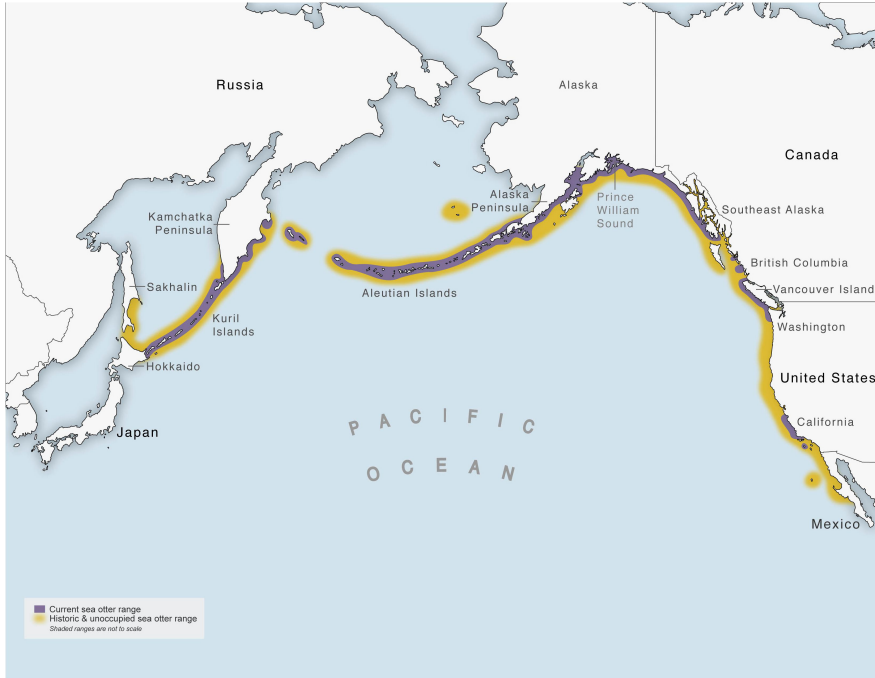 Russia
Alaska
Canada
Alaska
Peninsula
Prince
William
Sound
Southeast Alaska
Kamchatka
Peninsula
British Columbia
Sakhalin
Vancouver Island
Aleutian Islands
Kuril
Islands
Washington
Hokkaido
United States
California
Japan
PACIFIC
OCEAN
Mexico
Current sea otter range
Historic & unoccupied sea otter range
Shaded ranges are not to scale